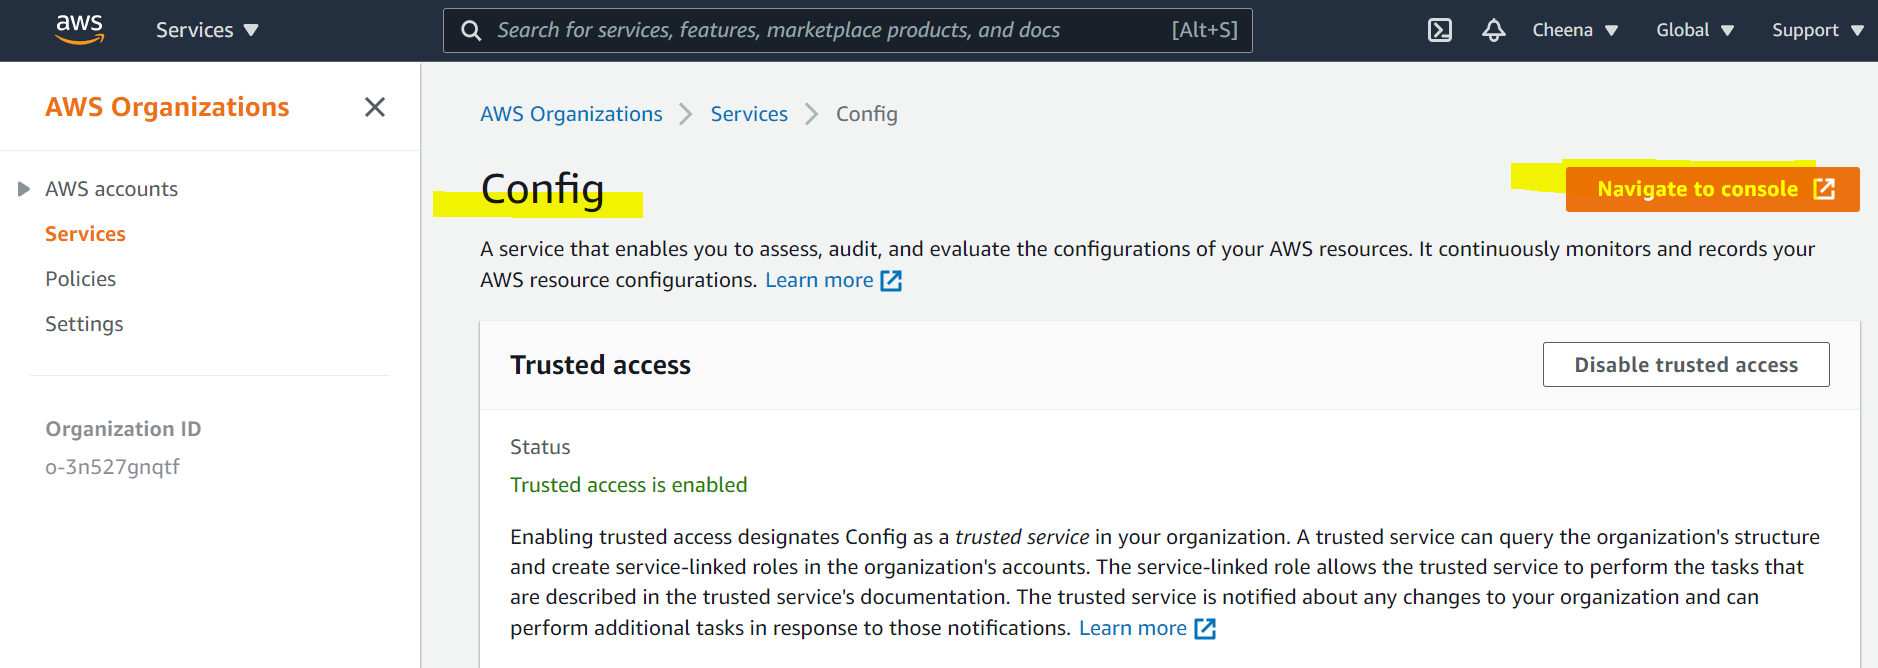 aws Services Search for services, features, marketplace products, and docs [Alt+S] Cheena Global Support
AWS Organizations
AWS accounts
Services
Policies
Settings
Organization ID
o-3n527gnqtf
AWS Organizations Services Config
Config
Navigate to console
A service that enables you to assess, audit, and evaluate the configurations of your AWS resources. It continuously monitors and records your
AWS resource configurations. Learn more
Trusted access
Disable trusted access
Status
Trusted access is enabled
Enabling trusted access designates Config as a trusted service in your organization. A trusted service can query the organization's structure
and create service-linked roles in the organization's accounts. The service-linked role allows the trusted service to perform the tasks that
are described in the trusted service's documentation. The trusted service is notified about any changes to your organization and can
perform additional tasks in response to those notifications. Learn more